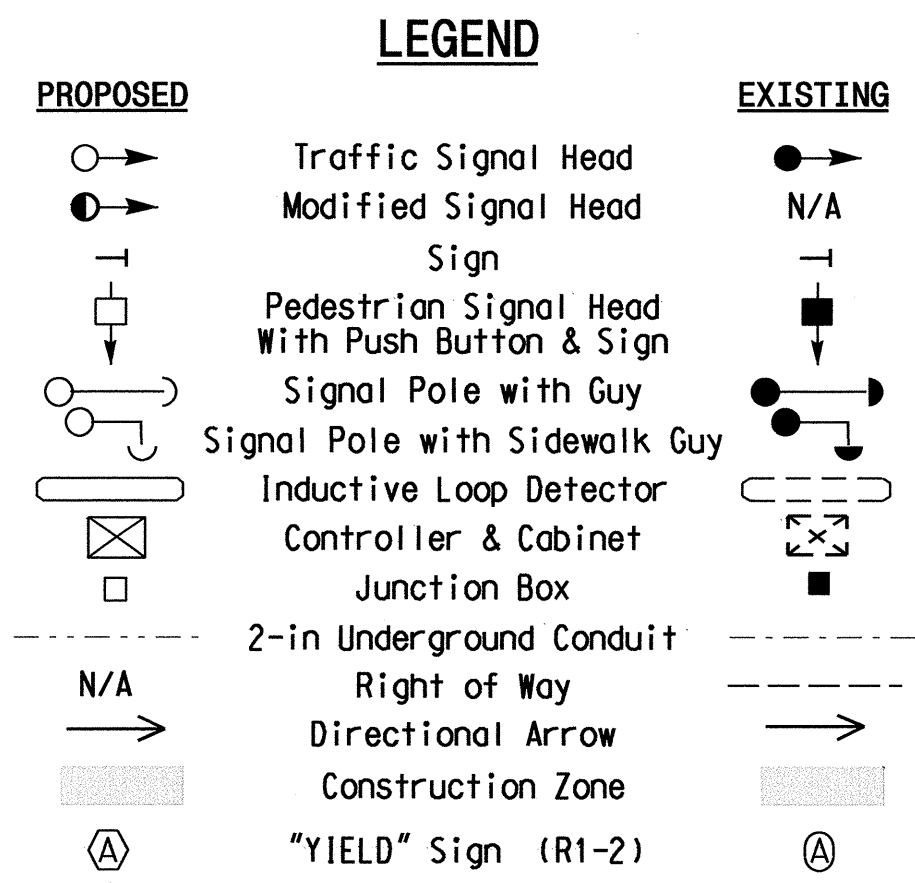 LEGEND
PROPOSED EXISTING
Traffic Signal Head
Modified Signal Head N/A
Sign
Pedestrian Signal Head
With Push Button & Sign
Signal Pole with Guy
Signal Pole with Sidewalk Guy
Inductive Loop Detector
Controller & Cabinet
Junction Box
2-in Underground Conduit
N/A Right of Way
Directional Arrow
Construction Zone
A "YIELD" Sign (R1-2) A